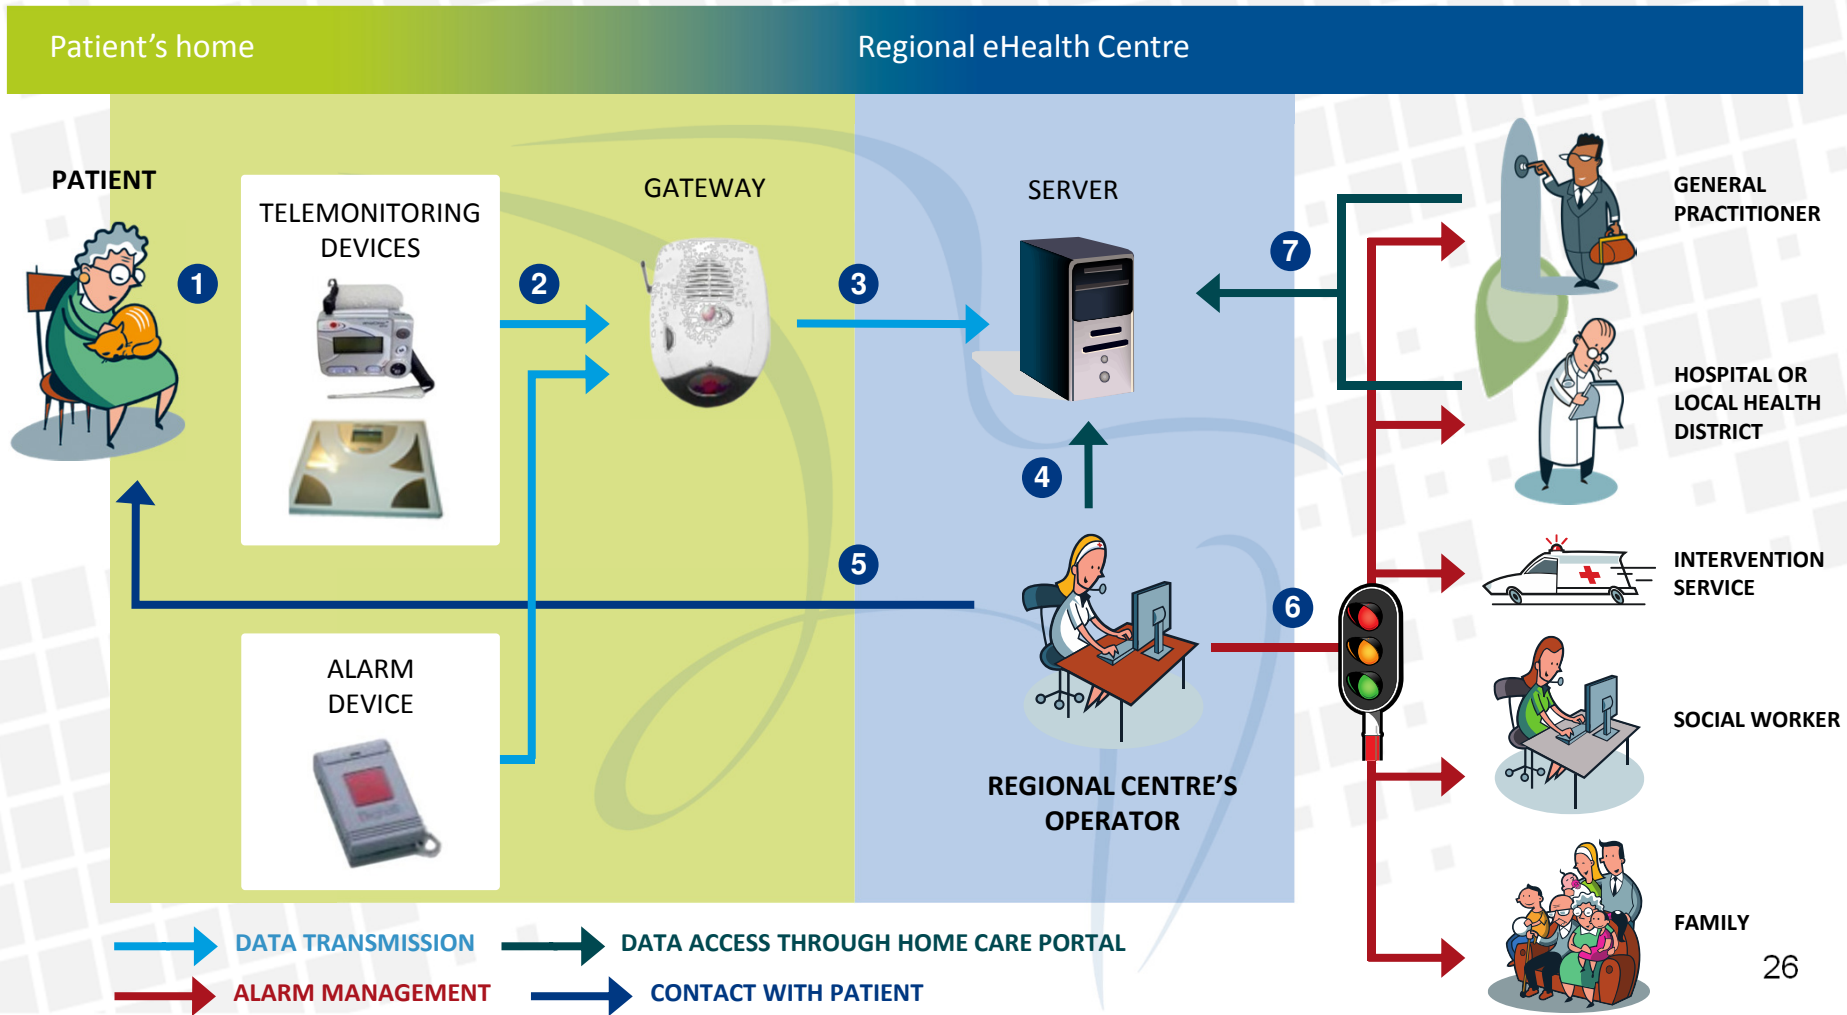 Patient's home
Regional eHealth Centre
PATIENT
1
TELEMONITORING
DEVICES
2
GATEWAY
3
SERVER
7
GENERAL
PRACTITIONER
HOSPITAL OR
LOCAL HEALTH
DISTRICT
4
5
6
INTERVENTION
SERVICE
ALARM
DEVICE
REGIONAL CENTRE'S
OPERATOR
SOCIAL WORKER
FAMILY
DATA TRANSMISSION
DATA ACCESS THROUGH HOME CARE PORTAL
ALARM MANAGEMENT
CONTACT WITH PATIENT
26